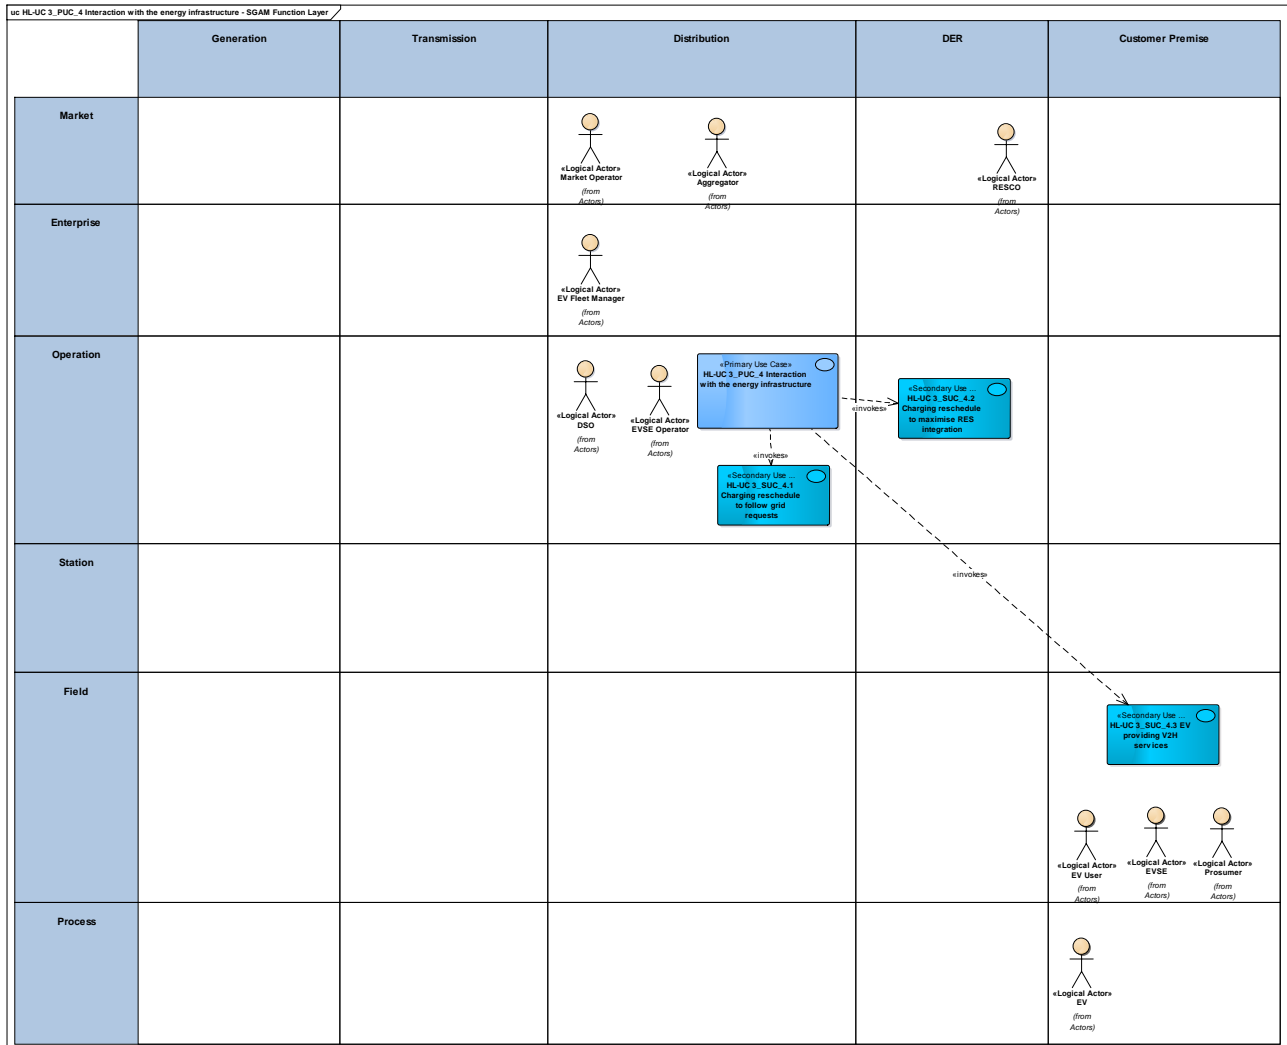 uc HL-UC 3_PUC_4 Interaction with the energy infrastructure - SGAM Function Layer
Generation
Transmission
Distribution
DER
Customer Premise
Market
«Logical Actor»
Market Operator
(from
Actors)
«Logical Actor»
Aggregator
(from
Actors)
«Logical Actor»
RESCO
(from
Actors)
Enterprise
«Logical Actor»
EV Fleet Manager
(from
Actors)
Operation
«Logical Actor»
DSO
(from
Actors)
«Logical Actor»
EVSE Operator
(from
Actors)
«Primary Use Case»
HL-UC 3_PUC_4 Interaction
with the energy infrastructure
«invokes»
«Secondary Use ...
HL-UC 3_SUC_4.2
Charging reschedule
to maximise RES
integration
«invokes»
«Secondary Use ...
HL-UC 3_SUC_4.1
Charging reschedule
to follow grid
requests
Station
«invokes»
Field
«Secondary Use ...
HL-UC 3_SUC_4.3 EV
providing V2H
services
«Logical Actor»
EV User
(from
Actors)
«Logical Actor»
EVSE
(from
Actors)
«Logical Actor»
Prosumer
(from
Actors)
Process
«Logical Actor»
EV
(from
Actors)